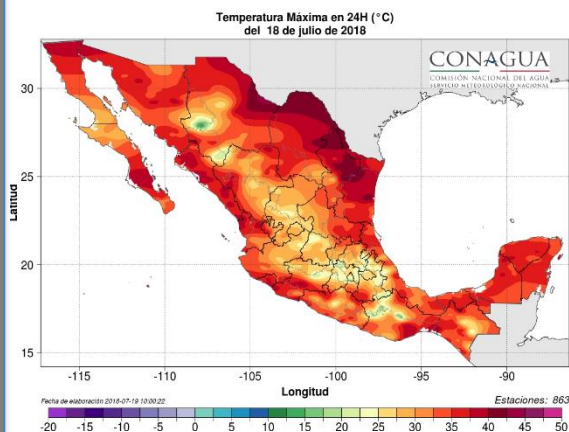 Temperatura Máxima en 24H (°C)
del 18 de julio de 2018
CONAGUA
COMISIÓN NACIONAL DEL AGUA
SERVICIO METEOROLÓGICO NACIONAL
Latitud
30
25
20
15
-115 -110 -105 -100 -95 -90
Longitud
Fecha de elaboración 2018-07-19 10:00:22
Estaciones: 863
-20 -15 -10 -5 0 5 10 15 20 25 30 35 40 45 50